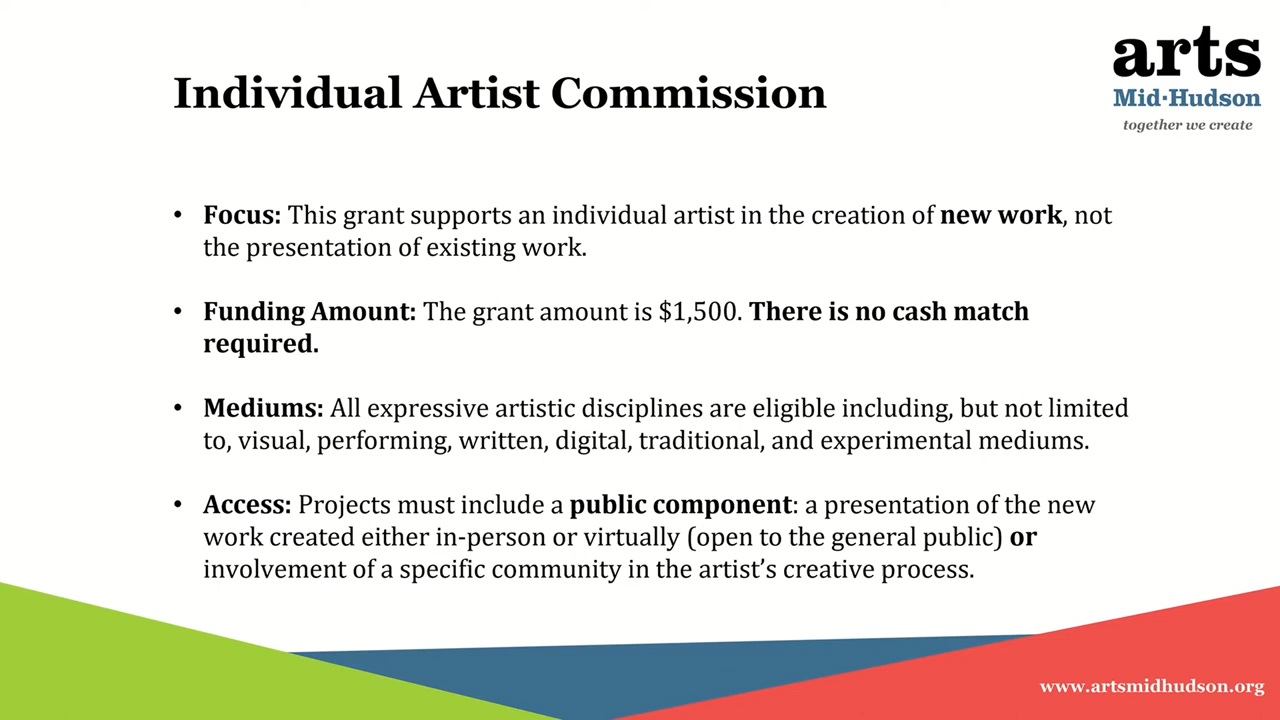 arts
Mid·Hudson
together we create
Individual Artist Commission
• Focus: This grant supports an individual artist in the creation of new work, not
the presentation of existing work.
• Funding Amount: The grant amount is $1,500. There is no cash match
required.
• Mediums: All expressive artistic disciplines are eligible including, but not limited
to, visual, performing, written, digital, traditional, and experimental mediums.
• Access: Projects must include a public component: a presentation of the new
work created either in-person or virtually (open to the general public) or
involvement of a specific community in the artist’s creative process.
www.artsmidhudson.org